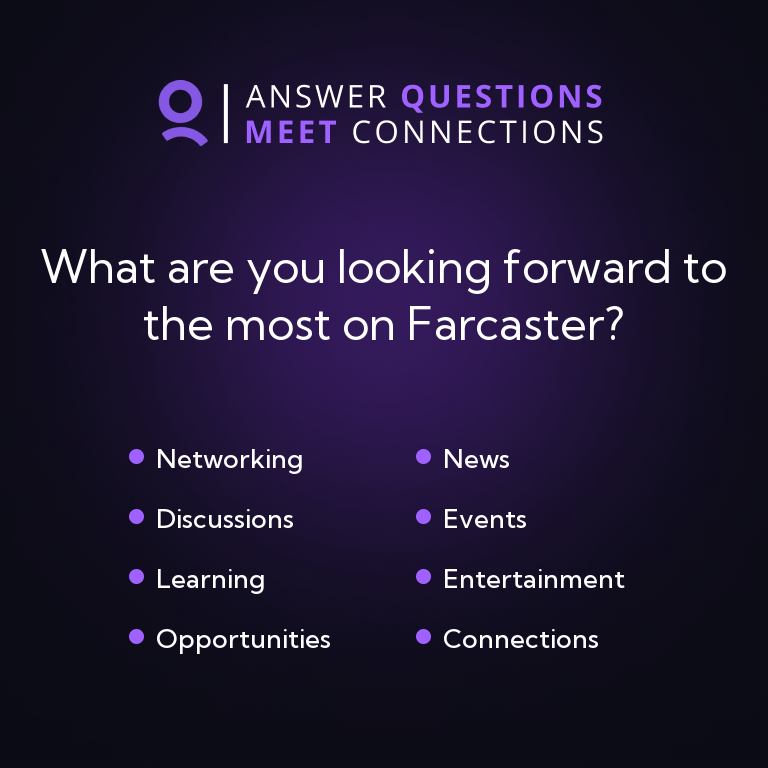 ANSWER QUESTIONS
MEET CONNECTIONS
What are you looking forward to
the most on Farcaster?
Networking
Discussions
Learning
Opportunities
News
Events
Entertainment
Connections